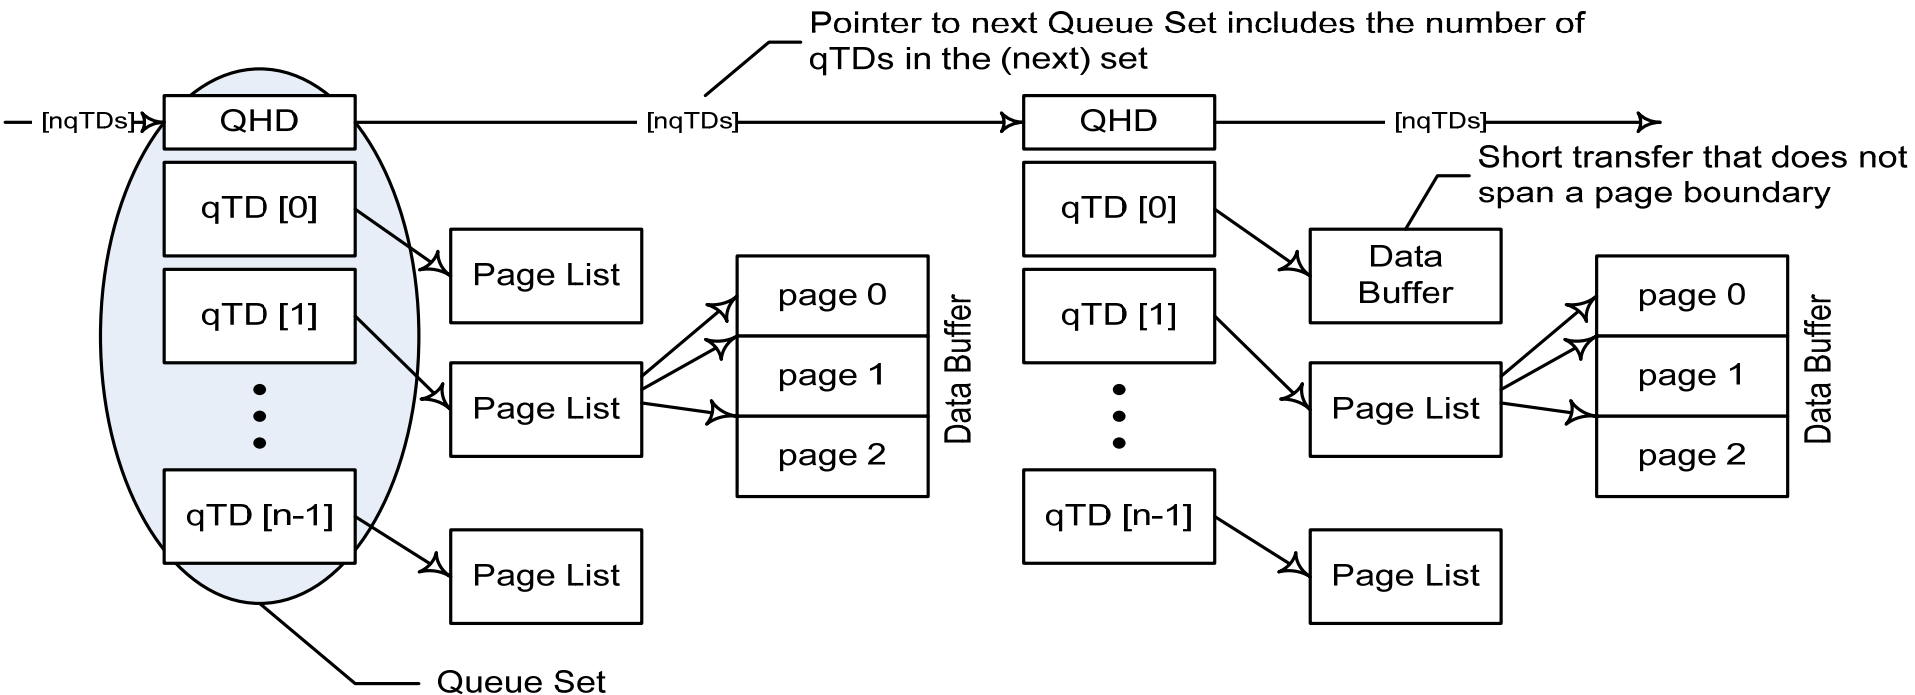 Pointer to next Queue Set includes the number of
qTDs in the (next) set
[nqTDs]
QHD
[nqTDs]
QHD
[nqTDs]
Short transfer that does not
span a page boundary
qTD [0]
qTD [1]
qTD [n-1]
Page List
Page List
Page List
page 0
page 1
page 2
Data Buffer
qTD [0]
qTD [1]
qTD [n-1]
Data
Buffer
Page List
Page List
page 0
page 1
page 2
Data Buffer
Queue Set